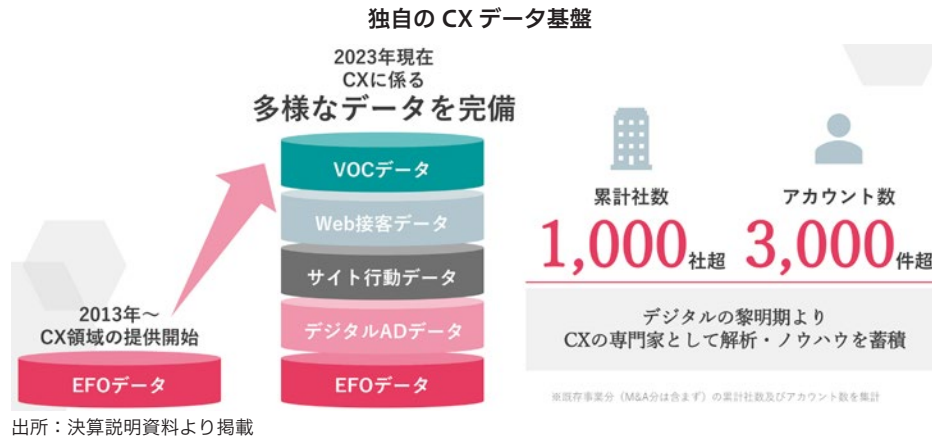 独自の CX データ基盤
2023年現在
CXに係る
多様なデータを完備
VOCデータ
Web接客データ
サイト行動データ
デジタルADデータ
EFOデータ
2013年～
CX領域の提供開始
EFOデータ
累計社数
1,000社超
アカウント数
3,000件超
デジタルの黎明期より
CXの専門家として解析・ノウハウを蓄積
※既存事業分（M&A分は含まず）の累計社数及びアカウント数を集計
出所：決算説明資料より掲載